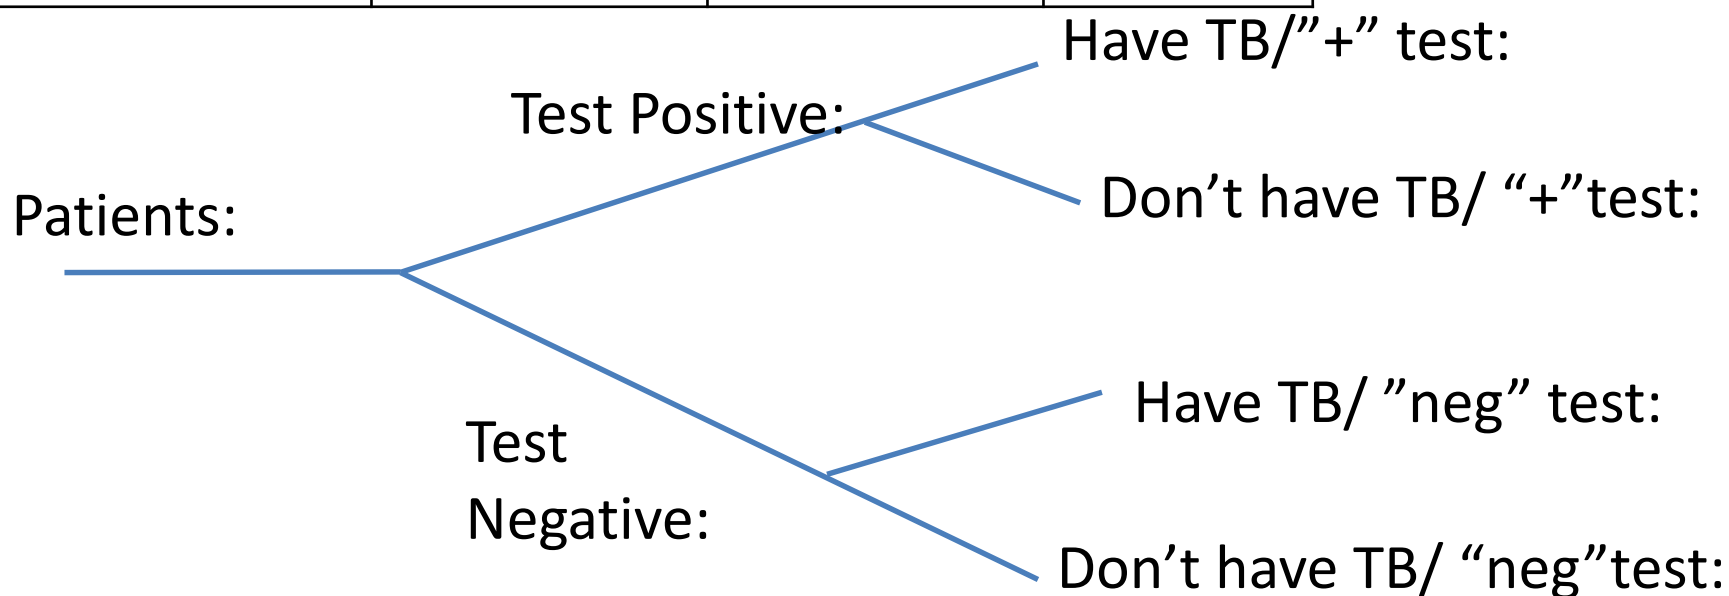 Have TB/”+” test:
Test Positive:
Don’t have TB/ “+”test:
Patients:
Have TB/ ”neg” test:
Test
Negative:
Don’t have TB/ “neg”test: